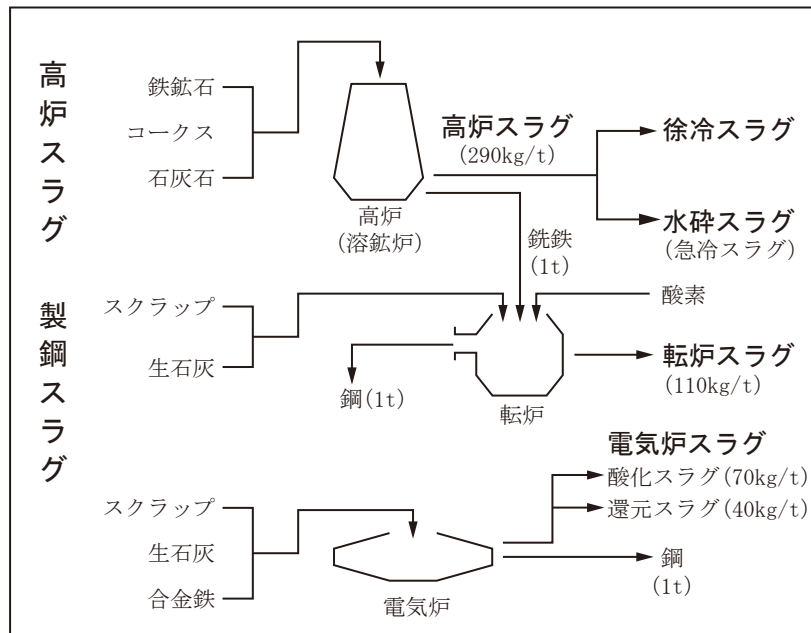 高炉スラグ
鉄鉱石
コークス
石灰石
高炉
(溶鉱炉)
高炉スラグ
(290kg/t)
徐冷スラグ
水砕スラグ
(急冷スラグ)
銑鉄
(1t)
製鋼スラグ
スクラップ
生石灰
酸素
鋼(1t)
転炉
転炉スラグ
(110kg/t)
スクラップ
生石灰
合金鉄
電気炉
電気炉スラグ
酸化スラグ(70kg/t)
還元スラグ(40kg/t)
鋼
(1t)